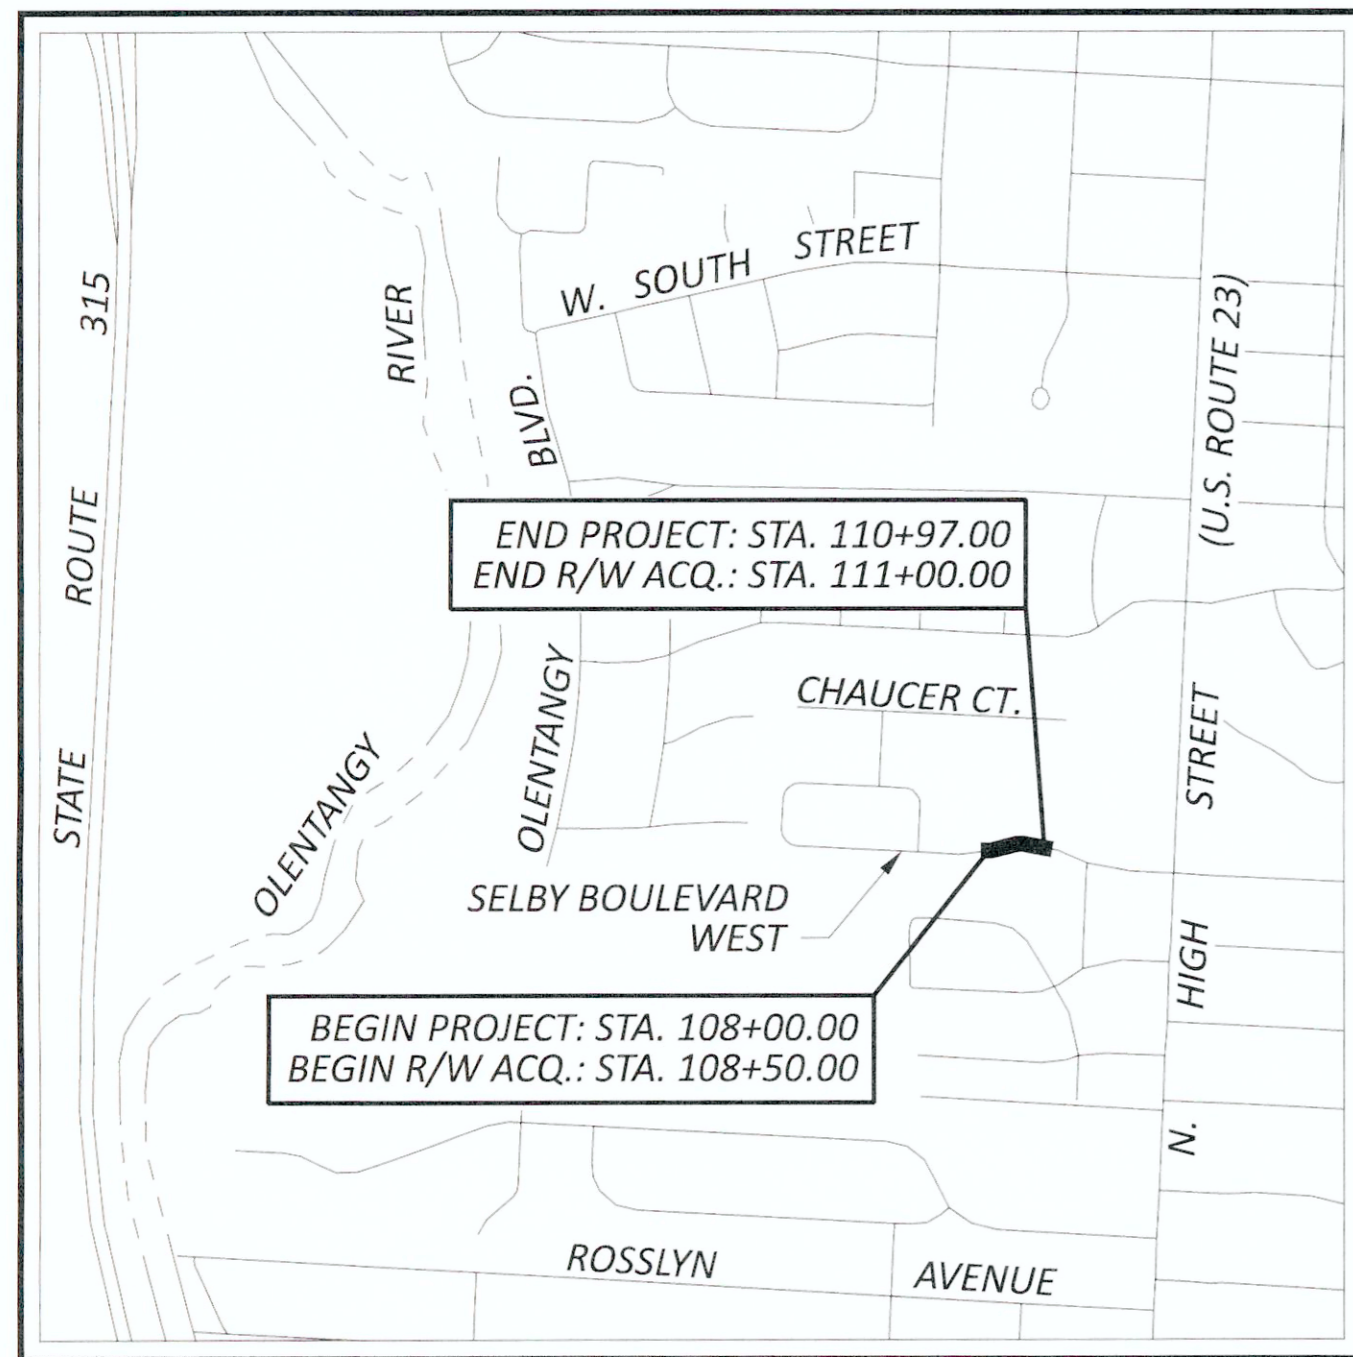 STATE ROUTE 315
OLENTANGY RIVER
OLENTANGY BLVD.
W. SOUTH STREET
N. HIGH STREET
(U.S. ROUTE 23)
END PROJECT: STA. 110+97.00
END R/W ACQ.: STA. 111+00.00
CHAUCER CT.
SELBY BOULEVARD
WEST
BEGIN PROJECT: STA. 108+00.00
BEGIN R/W ACQ.: STA. 108+50.00
ROSSLYN AVENUE